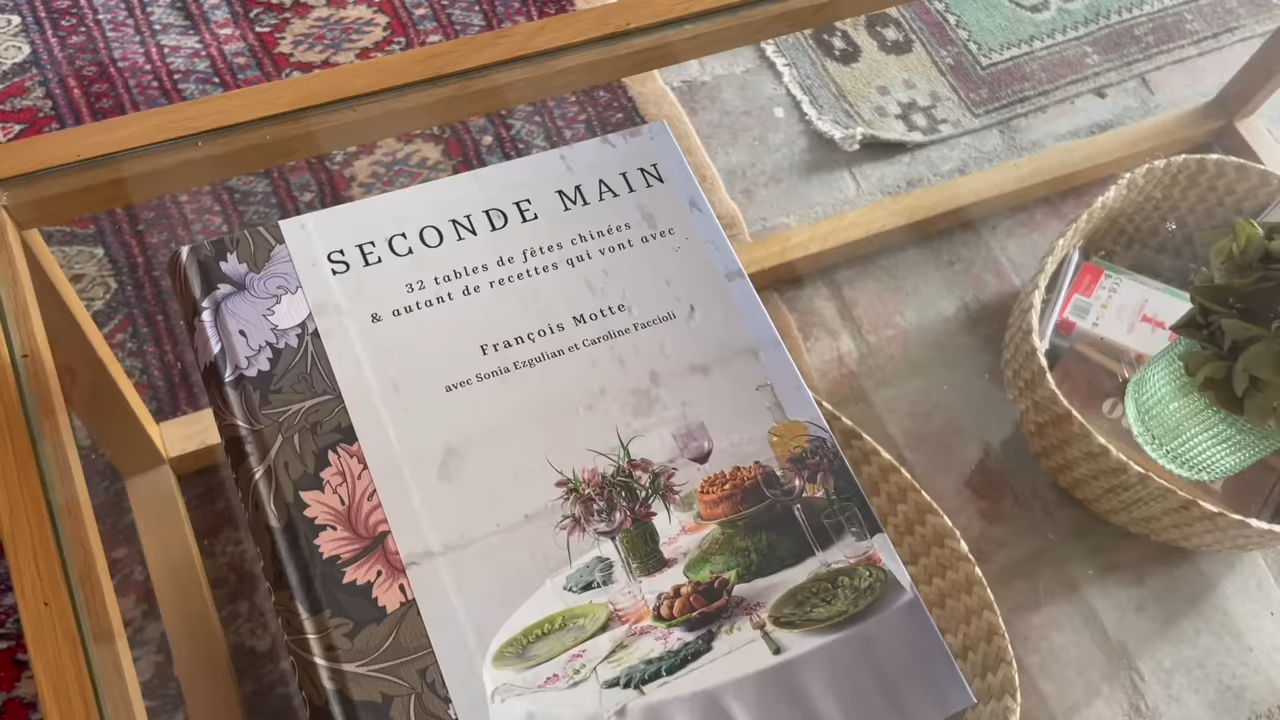 SECONDE MAIN
32 tables de fêtes chinées
& autant de recettes qui vont avec
François Motte
avec Sonia Ezgulian et Caroline Faccioli